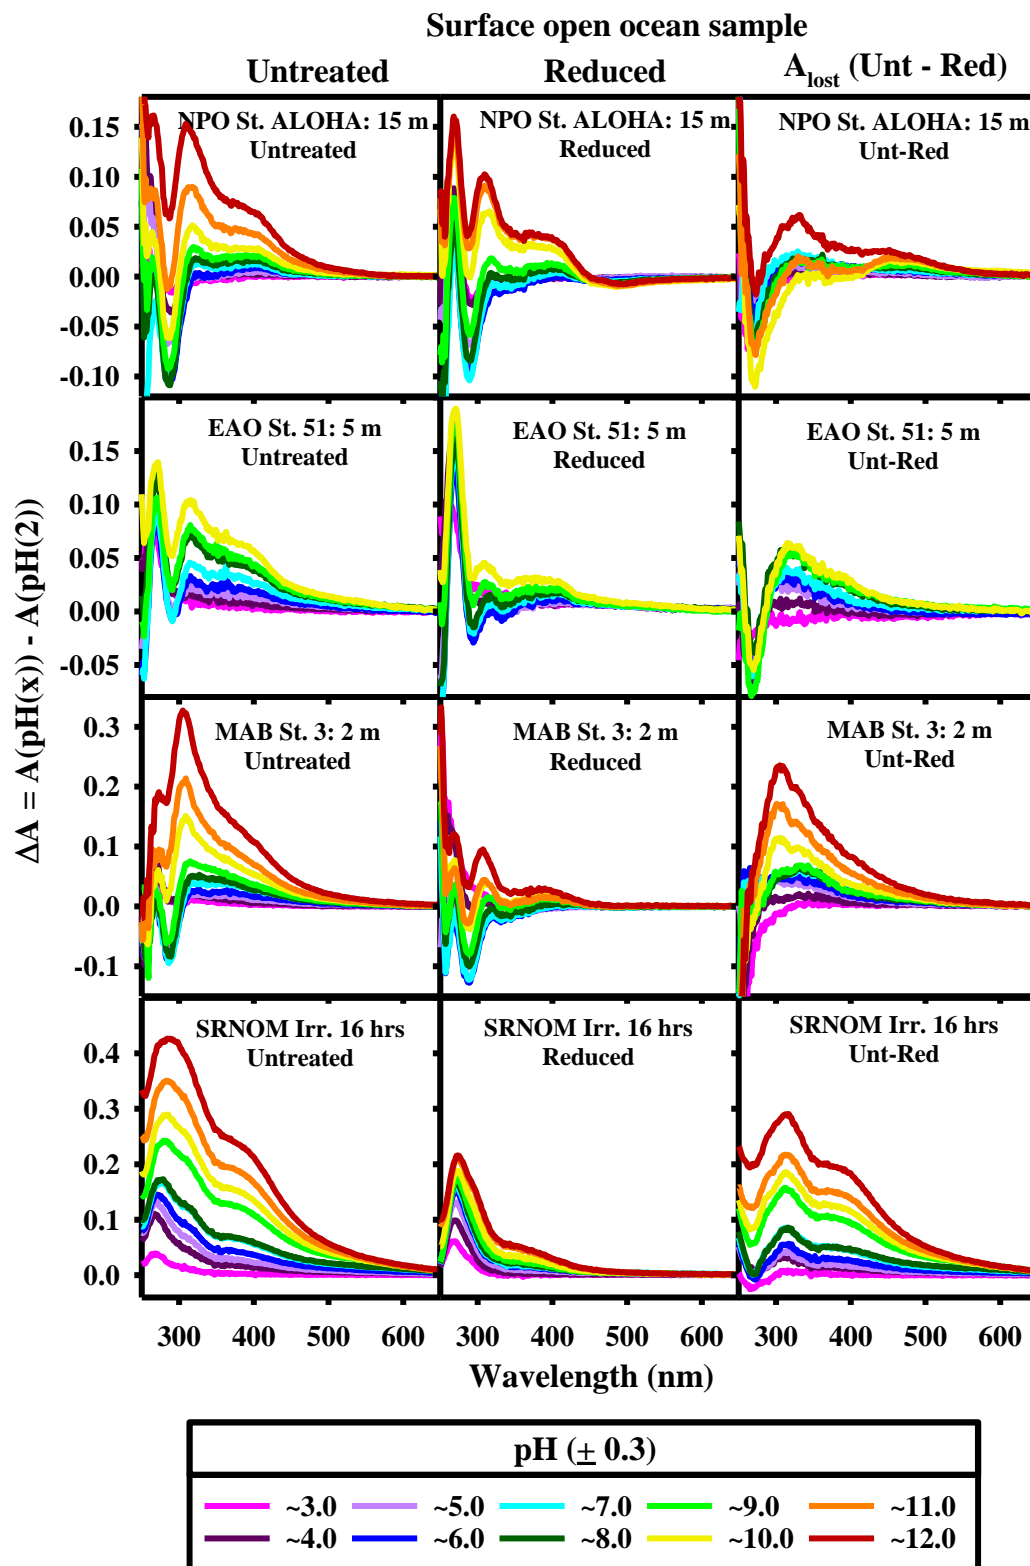 Surface open ocean sample
Untreated
Reduced
A_lost (Unt - Red)
NPO St. ALOHA: 15 m
Untreated
NPO St. ALOHA: 15 m
Reduced
NPO St. ALOHA: 15 m
Unt-Red
0.15
0.10
0.05
0.00
-0.05
-0.10
EAO St. 51: 5 m
Untreated
EAO St. 51: 5 m
Reduced
EAO St. 51: 5 m
Unt-Red
0.15
0.10
0.05
0.00
-0.05
ΔA = A(pH(x)) - A(pH(2))
MAB St. 3: 2 m
Untreated
MAB St. 3: 2 m
Reduced
MAB St. 3: 2 m
Unt-Red
0.3
0.2
0.1
0.0
-0.1
SRNOM Irr. 16 hrs
Untreated
SRNOM Irr. 16 hrs
Reduced
SRNOM Irr. 16 hrs
Unt-Red
0.4
0.3
0.2
0.1
0.0
300 400 500 600 300 400 500 600 300 400 500 600
Wavelength (nm)
pH (± 0.3)
~3.0 ~5.0 ~7.0 ~9.0 ~11.0
~4.0 ~6.0 ~8.0 ~10.0 ~12.0